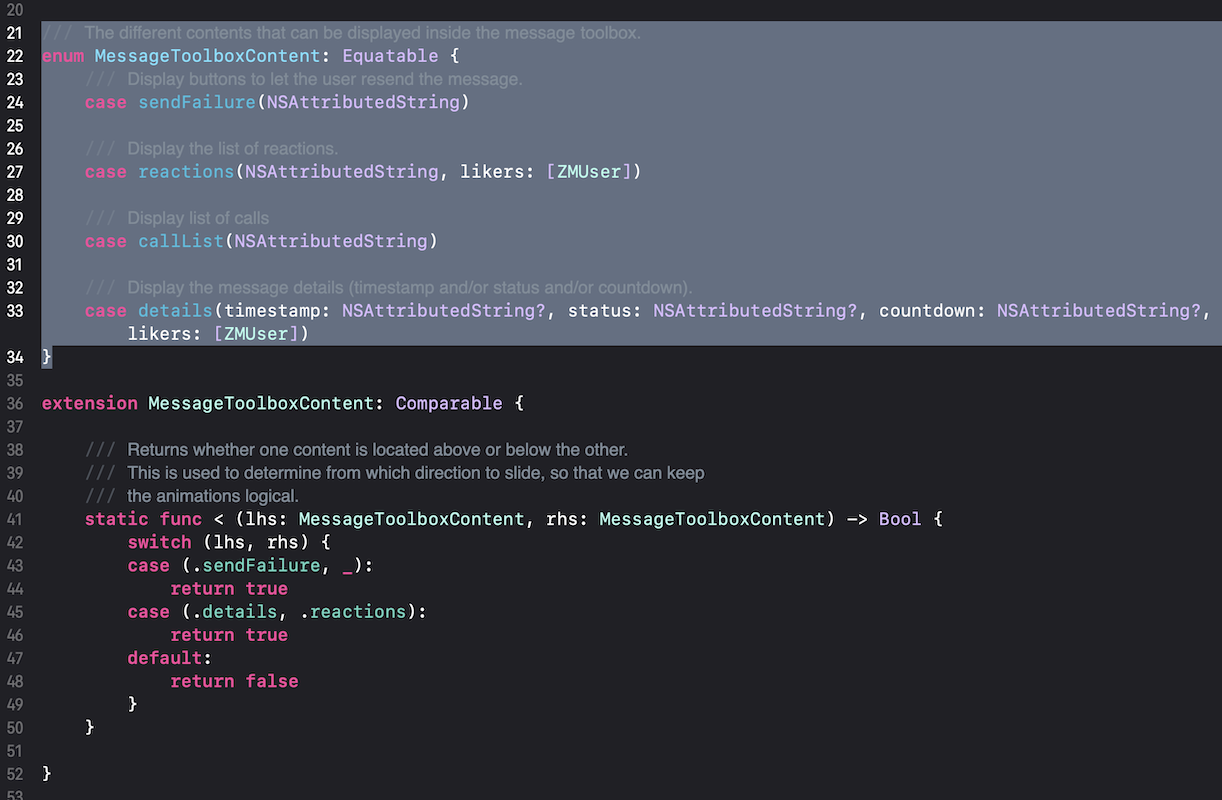 20
21 /// The different contents that can be displayed inside the message toolbox.
22 enum MessageToolboxContent: Equatable {
23     /// Display buttons to let the user resend the message.
24     case sendFailure(NSAttributedString)
25
26     /// Display the list of reactions.
27     case reactions(NSAttributedString, likers: [ZMUser])
28
29     /// Display list of calls
30     case callList(NSAttributedString)
31
32     /// Display the message details (timestamp and/or status and/or countdown).
33     case details(timestamp: NSAttributedString?, status: NSAttributedString?, countdown: NSAttributedString?,
        likers: [ZMUser])
34 }
35
36 extension MessageToolboxContent: Comparable {
37
38     /// Returns whether one content is located above or below the other.
39     /// This is used to determine from which direction to slide, so that we can keep
40     /// the animations logical.
41     static func < (lhs: MessageToolboxContent, rhs: MessageToolboxContent) -> Bool {
42         switch (lhs, rhs) {
43         case (.sendFailure, _):
44             return true
45         case (.details, .reactions):
46             return true
47         default:
48             return false
49         }
50     }
51
52 }
53